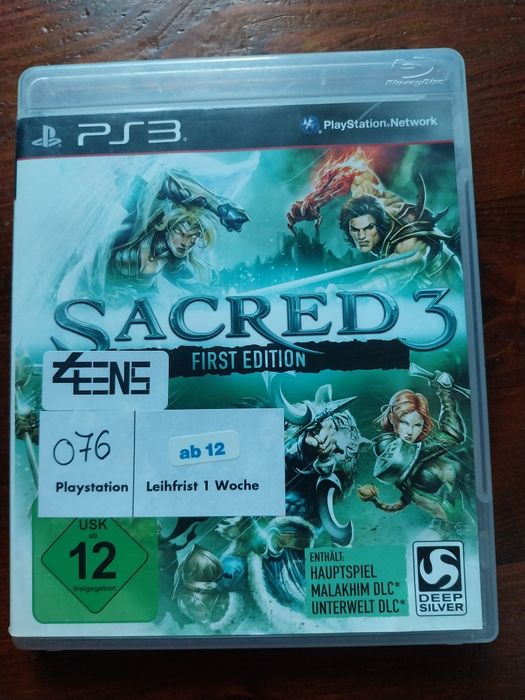 Blu-ray Disc
PS3
PlayStation®Network
SACRED 3
FIRST EDITION
4EENS
076
ab 12
Playstation
Leihfrist 1 Woche
USK
ab
12
freigegeben
ENTHÄLT:
HAUPTSPIEL
MALAKHIM DLC*
UNTERWELT DLC*
DEEP
SILVER